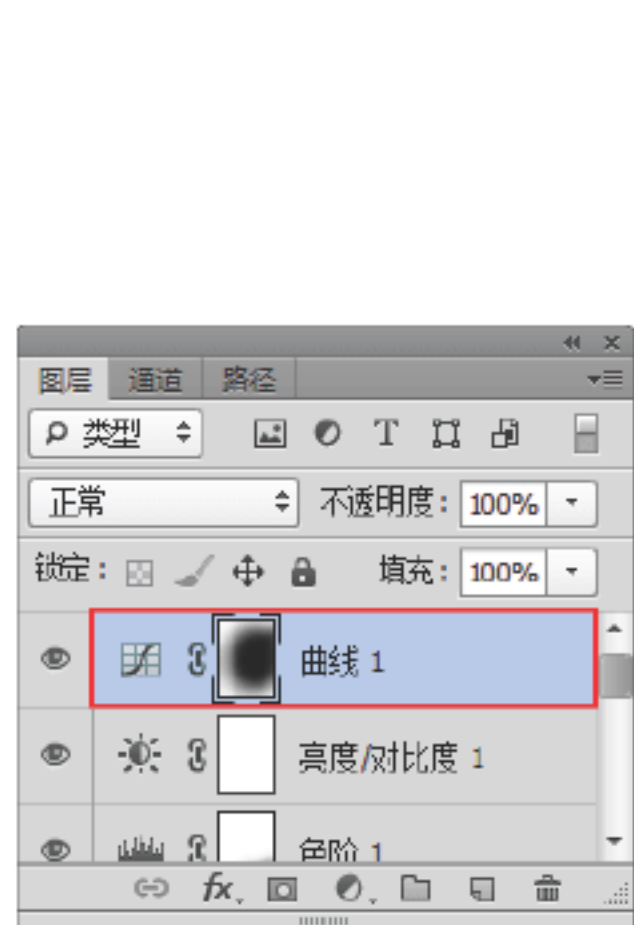 图层 通道 路径
类型 T
正常 不透明度: 100%
锁定: 填充: 100%
曲线 1
亮度/对比度 1
色阶 1
fx